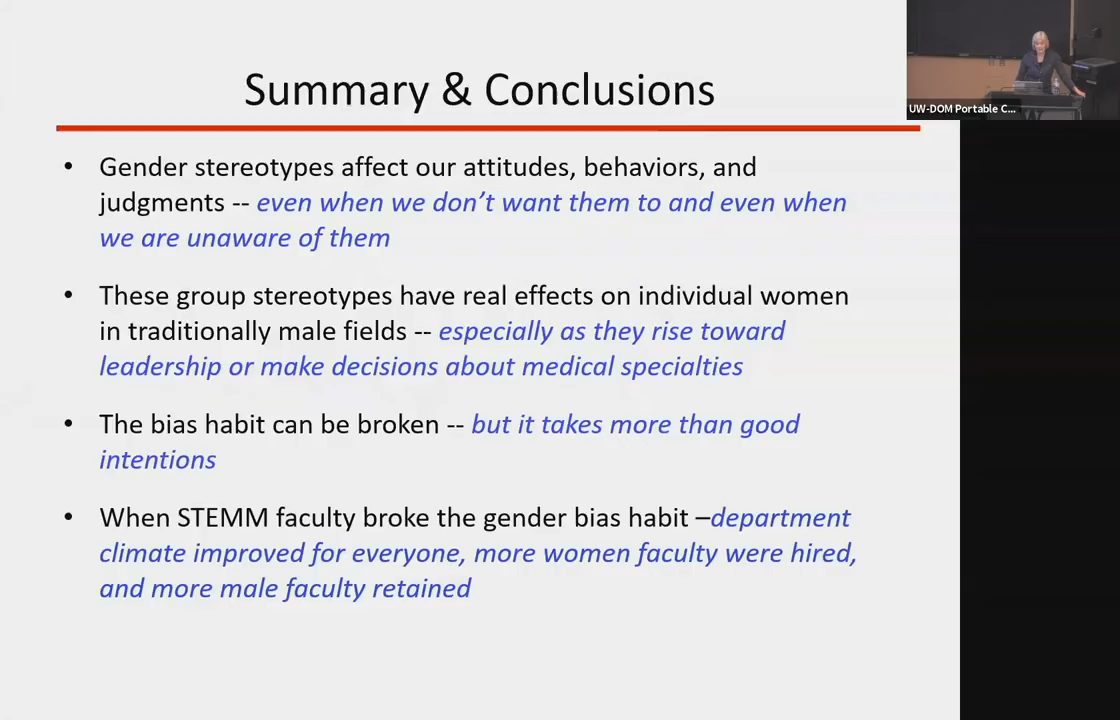 Summary & Conclusions
UW-DOM Portable C...
• Gender stereotypes affect our attitudes, behaviors, and
judgments -- even when we don’t want them to and even when
we are unaware of them
• These group stereotypes have real effects on individual women
in traditionally male fields -- especially as they rise toward
leadership or make decisions about medical specialties
• The bias habit can be broken -- but it takes more than good
intentions
• When STEMM faculty broke the gender bias habit –department
climate improved for everyone, more women faculty were hired,
and more male faculty retained